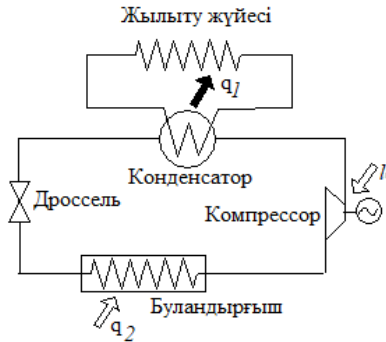 Жылыту жүйесі
q1
Конденсатор
l
Дроссель
Компрессор
Буландырғыш
q2